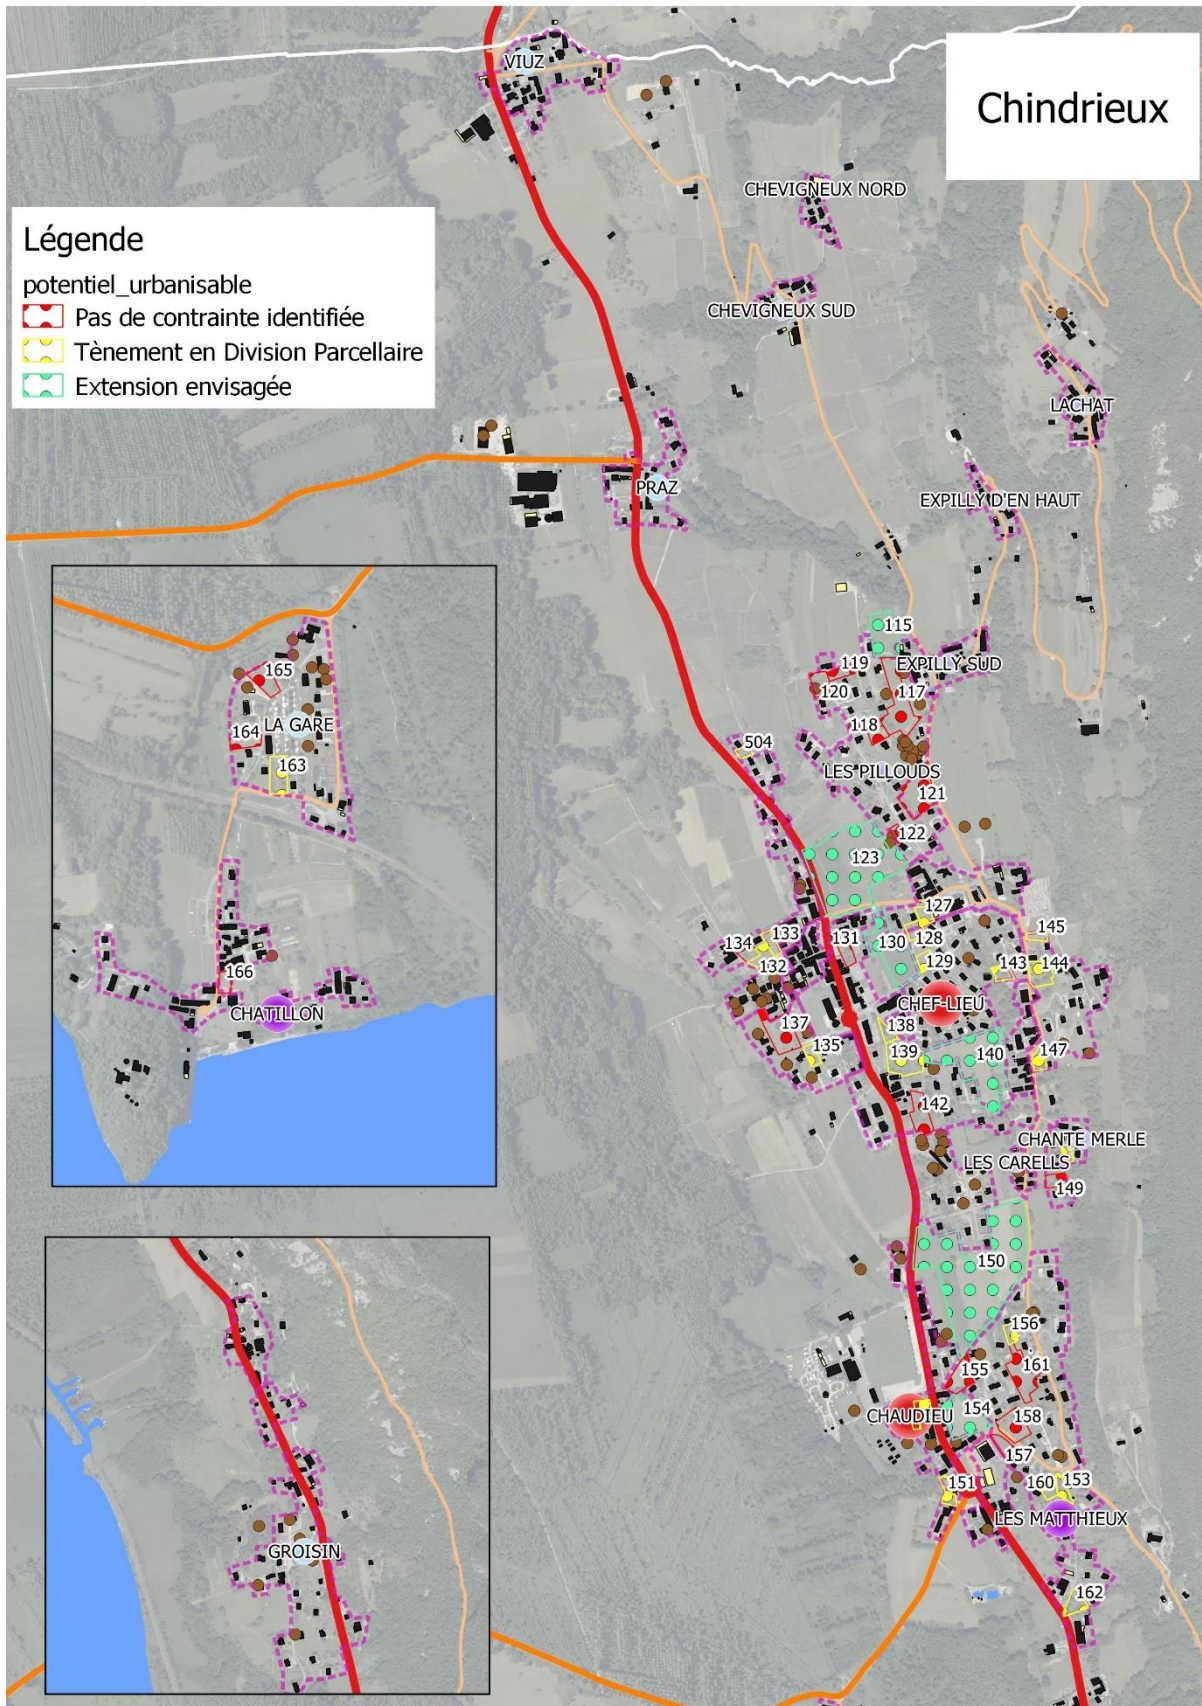 Chindrieux
VIUZ
CHEVIGNEUX NORD
Légende
potentiel_urbanisable
Pas de contrainte identifiée
Tènement en Division Parcellaire
Extension envisagée
CHEVIGNEUX SUD
LACHAT
PRAZ
EXPILLY D'EN HAUT
115
EXPILLY SUD
119
120
117
118
504
LES PILLOUDS
121
122
123
165
LA GARE
164
163
127
128
129
130
131
133
134
132
145
143
144
CHEF-LIEU
137
135
138
139
140
147
142
166
CHATILLON
CHANTE MERLE
LES CARELLS
149
150
156
155
161
CHAUDIEU
154
158
157
151
160
153
LES MATTHIEUX
GROISIN
162